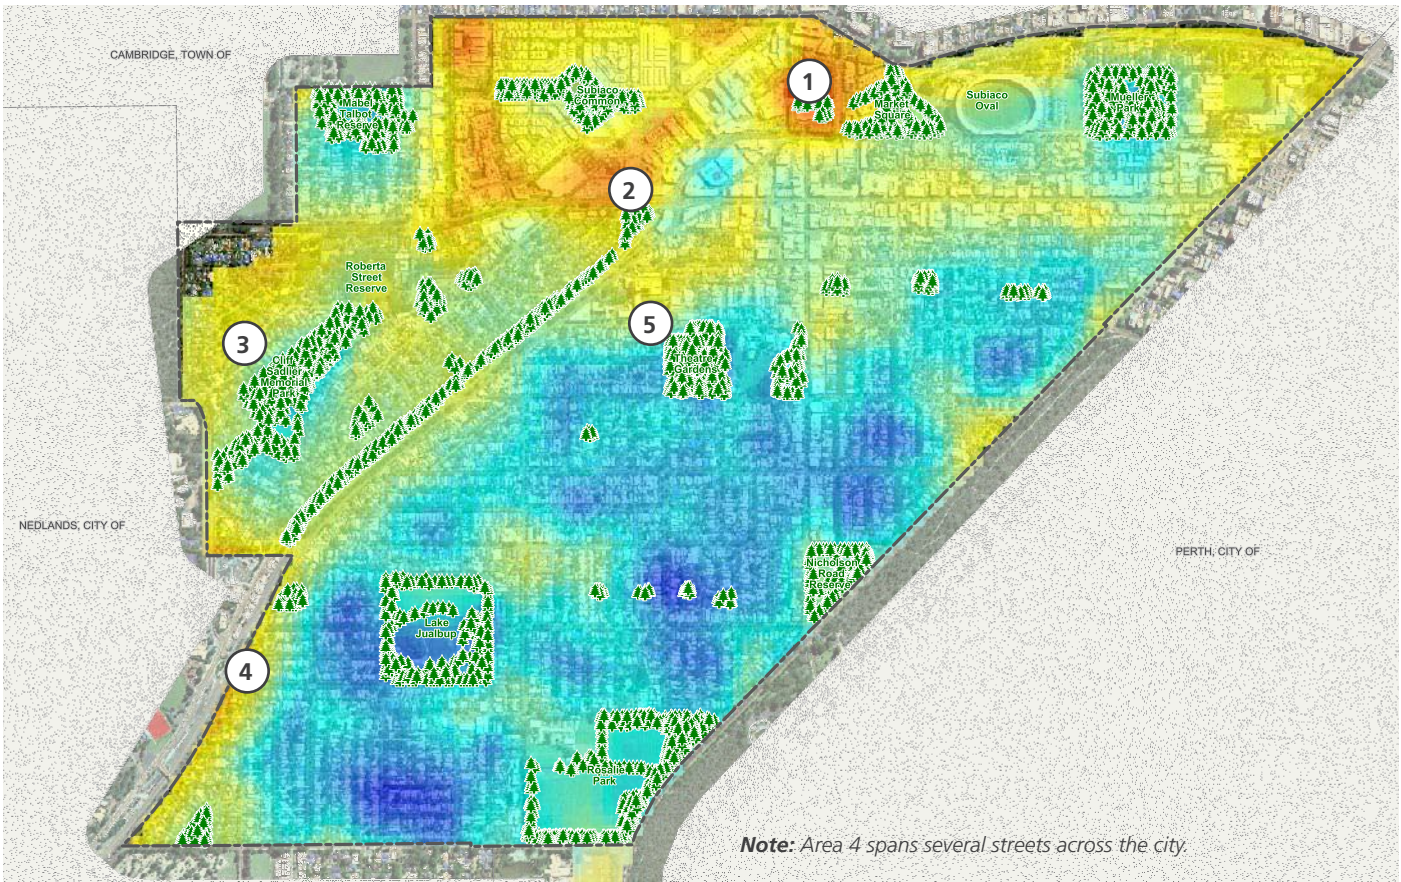 CAMBRIDGE, TOWN OF
1
Subiaco
Common
Mabel
Talbot
Reserve
Market
Square
Subiaco
Oval
Mueller
Park
2
Roberta
Street
Reserve
3
5
Cliff
Sadlier
Memorial
Park
Theatre
Gardens
NEDLANDS, CITY OF
PERTH, CITY OF
Nicholson
Road
Reserve
Lake
Jualbup
4
Rosalie
Park
Note: Area 4 spans several streets across the city.